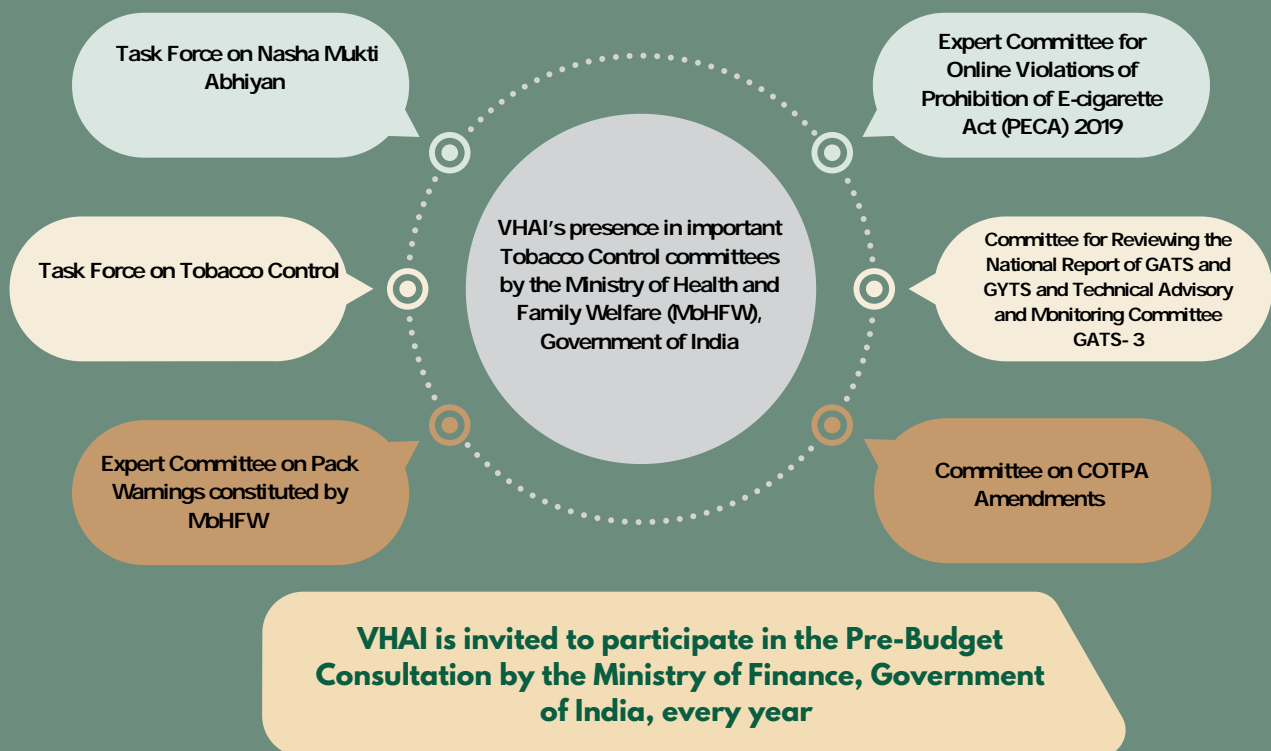 Task Force on Nasha Mukti
Abhiyan
Expert Committee for
Online Violations of
Prohibition of E-cigarette
Act (PECA) 2019
VHAI's presence in important
Tobacco Control committees
by the Ministry of Health and
Family Welfare (MoHFW),
Government of India
Task Force on Tobacco Control
Committee for Reviewing the
National Report of GATS and
GYTS and Technical Advisory
and Monitoring Committee
GATS- 3
Expert Committee on Pack
Warnings constituted by
MoHFW
Committee on COTPA
Amendments
VHAI is invited to participate in the Pre-Budget
Consultation by the Ministry of Finance, Government
of India, every year